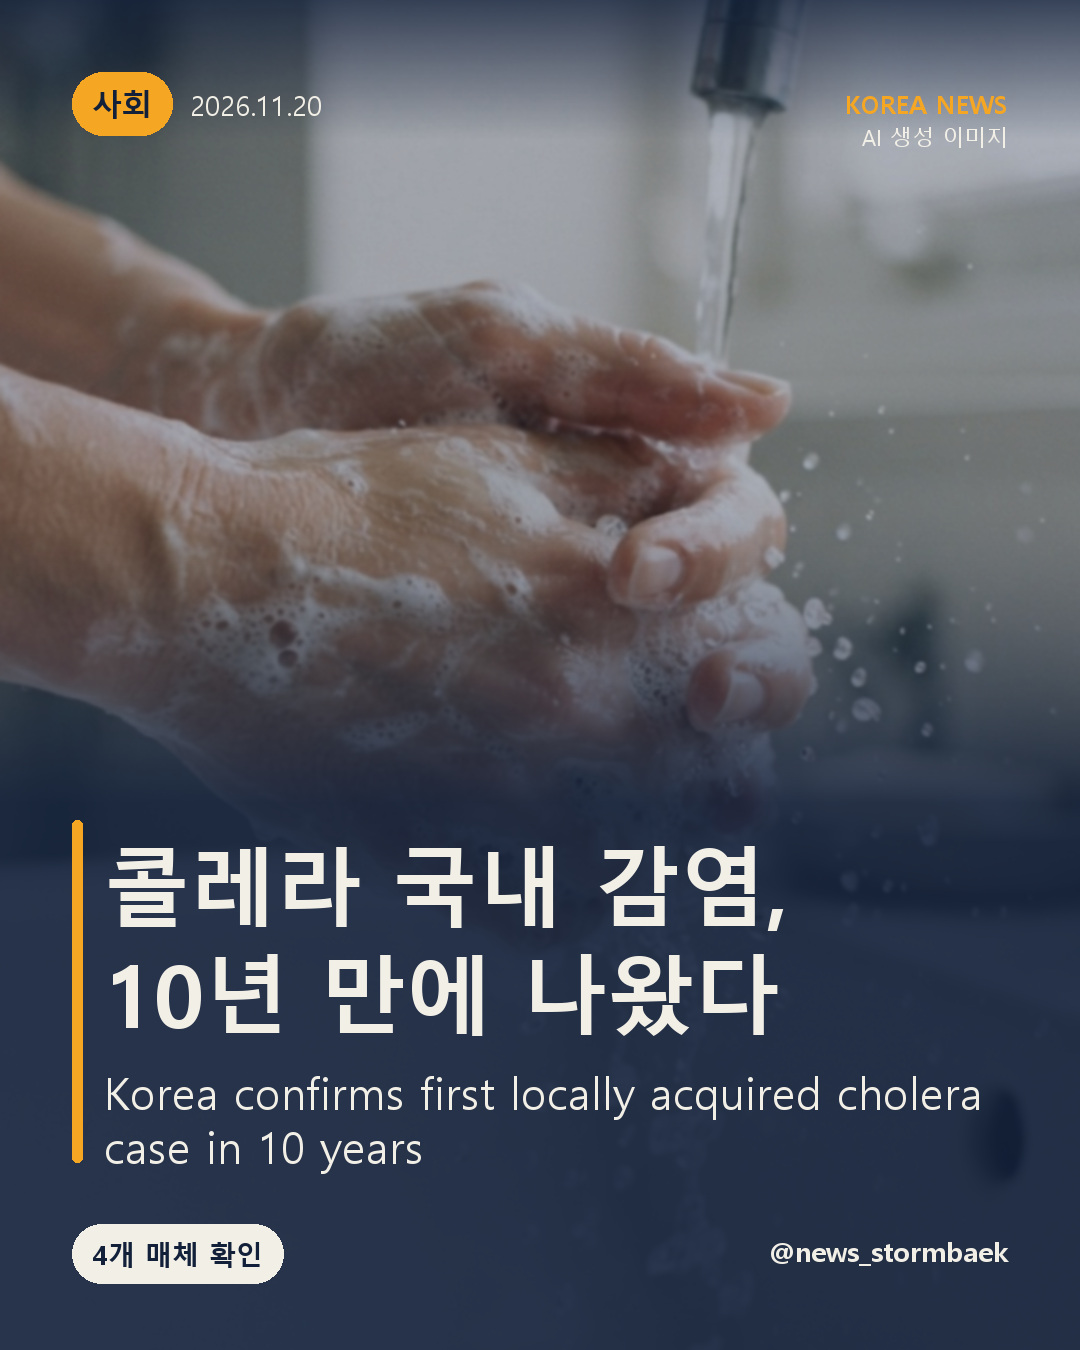 사회 2026.11.20
KOREA NEWS
AI 생성 이미지
콜레라 국내 감염,
10년 만에 나왔다
Korea confirms first locally acquired cholera
case in 10 years
4개 매체 확인
@news_stormbaek